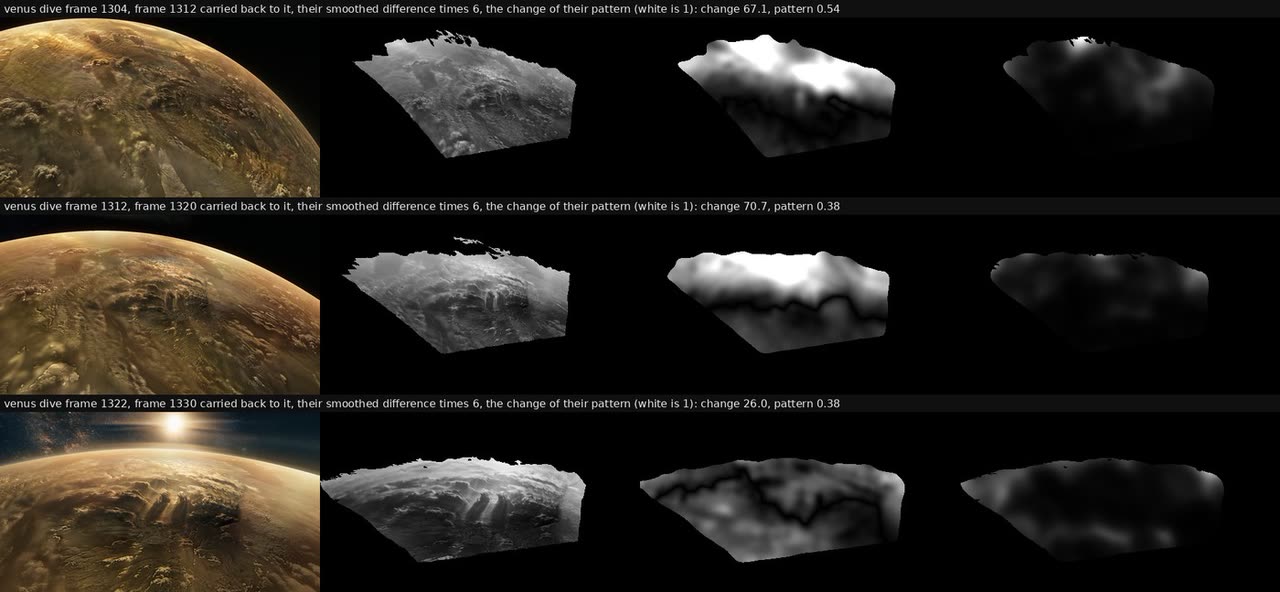 venus dive frame 1304, frame 1312 carried back to it, their smoothed difference times 6, the change of their pattern (white is 1): change 67.1, pattern 0.54
venus dive frame 1312, frame 1320 carried back to it, their smoothed difference times 6, the change of their pattern (white is 1): change 70.7, pattern 0.38
venus dive frame 1322, frame 1330 carried back to it, their smoothed difference times 6, the change of their pattern (white is 1): change 26.0, pattern 0.38